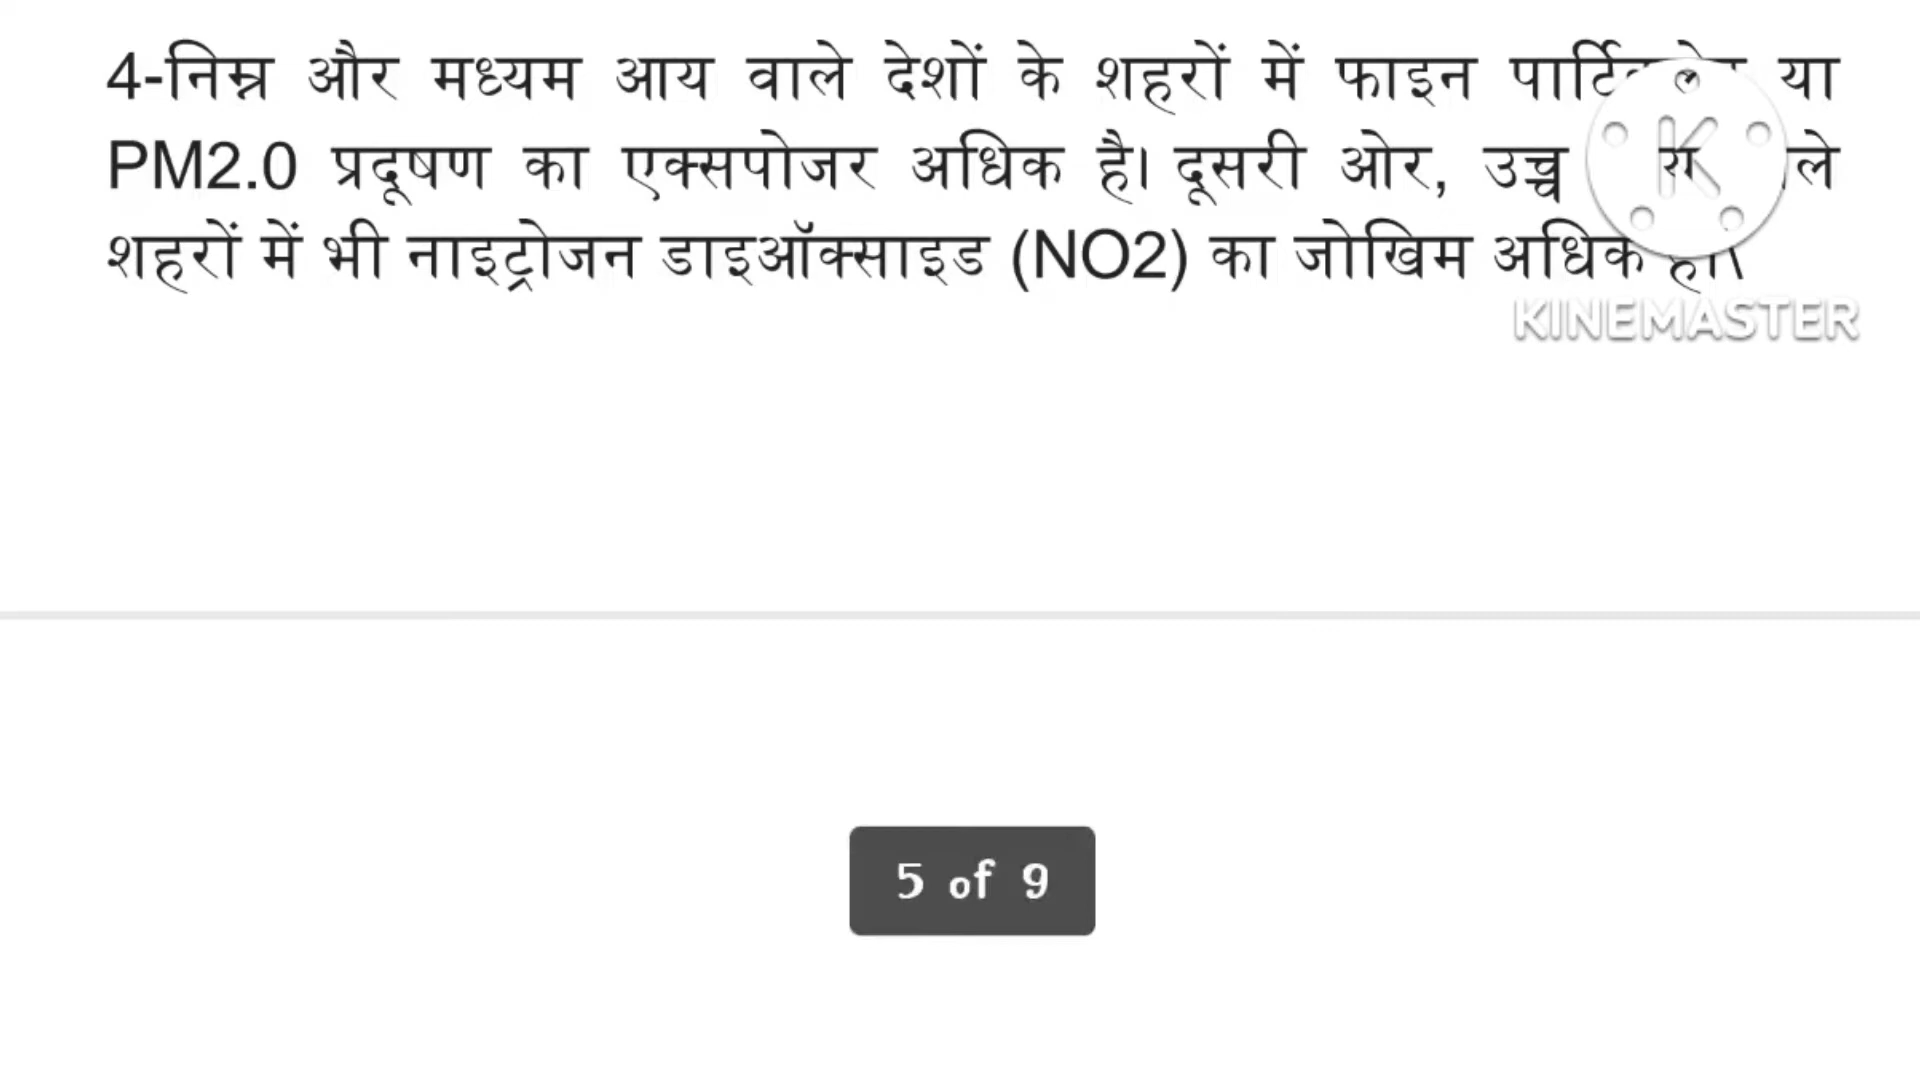 4-निम्न और मध्यम आय वाले देशों के शहरों में फाइन या
PM2.0 प्रदूषण का एक्सपोजर अधिक है। दूसरी ओर, उच्च
शहरों में भी नाइट्रोजन डाइऑक्साइड (NO2) का जोखिम अधिक
KINEMASTER
5 of 9